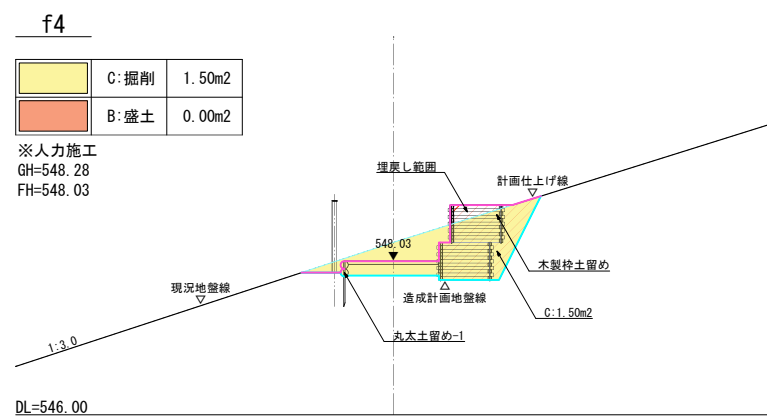 f4
C:掘削 1.50m2
B:盛土 0.00m2
※人力施工
GH=548.28
FH=548.03
埋戻し範囲
計画仕上げ線
548.03
木製枠土留め
現況地盤線
造成計画地盤線
C:1.50m2
1:3.0
丸太土留め-1
DL=546.00